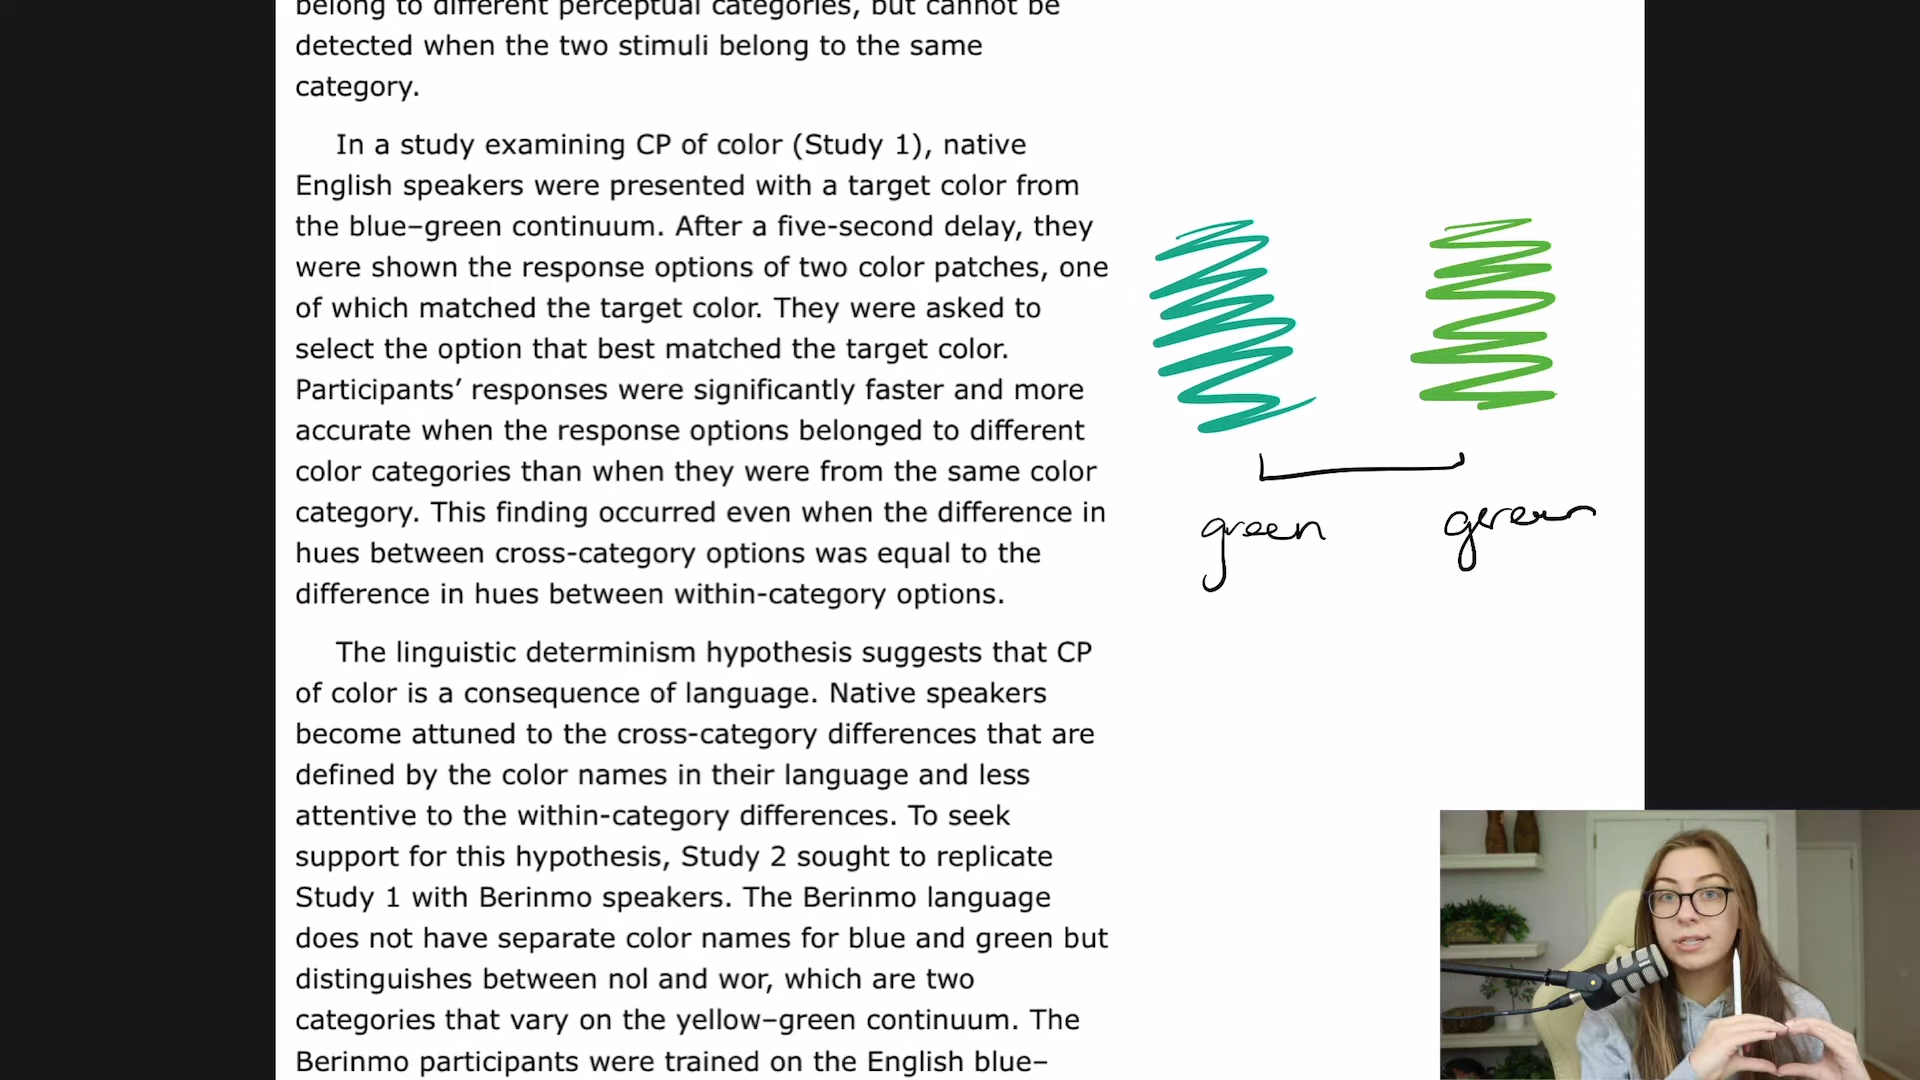 belong to different perceptual categories, but cannot be
detected when the two stimuli belong to the same
category.
In a study examining CP of color (Study 1), native
English speakers were presented with a target color from
the blue–green continuum. After a five-second delay, they
were shown the response options of two color patches, one
of which matched the target color. They were asked to
select the option that best matched the target color.
Participants’ responses were significantly faster and more
accurate when the response options belonged to different
color categories than when they were from the same color
category. This finding occurred even when the difference in
hues between cross-category options was equal to the
difference in hues between within-category options.
The linguistic determinism hypothesis suggests that CP
of color is a consequence of language. Native speakers
become attuned to the cross-category differences that are
defined by the color names in their language and less
attentive to the within-category differences. To seek
support for this hypothesis, Study 2 sought to replicate
Study 1 with Berinmo speakers. The Berinmo language
does not have separate color names for blue and green but
distinguishes between nol and wor, which are two
categories that vary on the yellow–green continuum. The
Berinmo participants were trained on the English blue–
green green